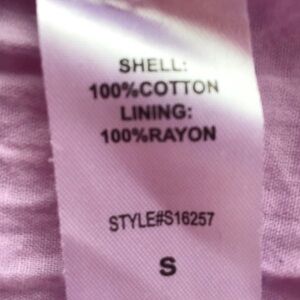 SHELL:
100%COTTON
LINING:
100%RAYON
STYLE#S16257
S